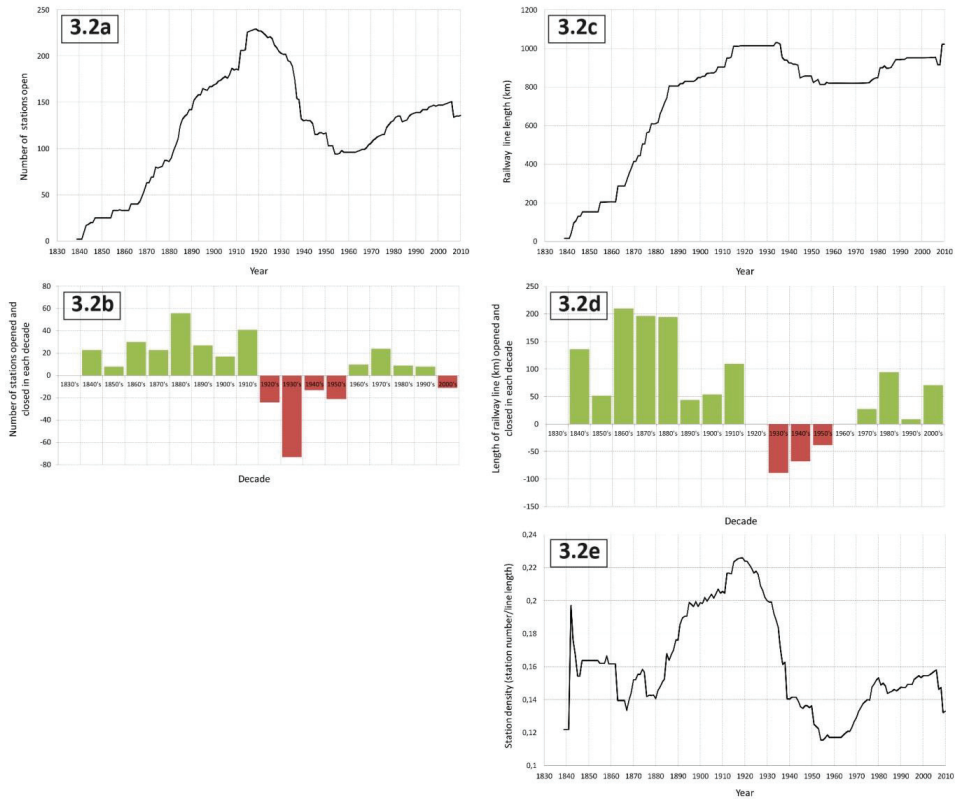 3.2a
Number of stations open
250
200
150
100
50
0
1830 1840 1850 1860 1870 1880 1890 1900 1910 1920 1930 1940 1950 1960 1970 1980 1990 2000 2010
Year
3.2b
Number of stations opened and
closed in each decade
80
60
40
20
0
-20
-40
-60
-80
1830's 1840's 1850's 1860's 1870's 1880's 1890's 1900's 1910's 1920's 1930's 1940's 1950's 1960's 1970's 1980's 1990's 2000's
Decade
3.2c
Railway line length (km)
1200
1000
800
600
400
200
0
1830 1840 1850 1860 1870 1880 1890 1900 1910 1920 1930 1940 1950 1960 1970 1980 1990 2000 2010
Year
3.2d
Length of railway line (km) opened and
closed in each decade
250
200
150
100
50
0
-50
-100
-150
1830's 1840's 1850's 1860's 1870's 1880's 1890's 1900's 1910's 1920's 1930's 1940's 1950's 1960's 1970's 1980's 1990's 2000's
Decade
3.2e
Station density (station number/line length)
0,24
0,22
0,2
0,18
0,16
0,14
0,12
0,1
1830 1840 1850 1860 1870 1880 1890 1900 1910 1920 1930 1940 1950 1960 1970 1980 1990 2000 2010
Year